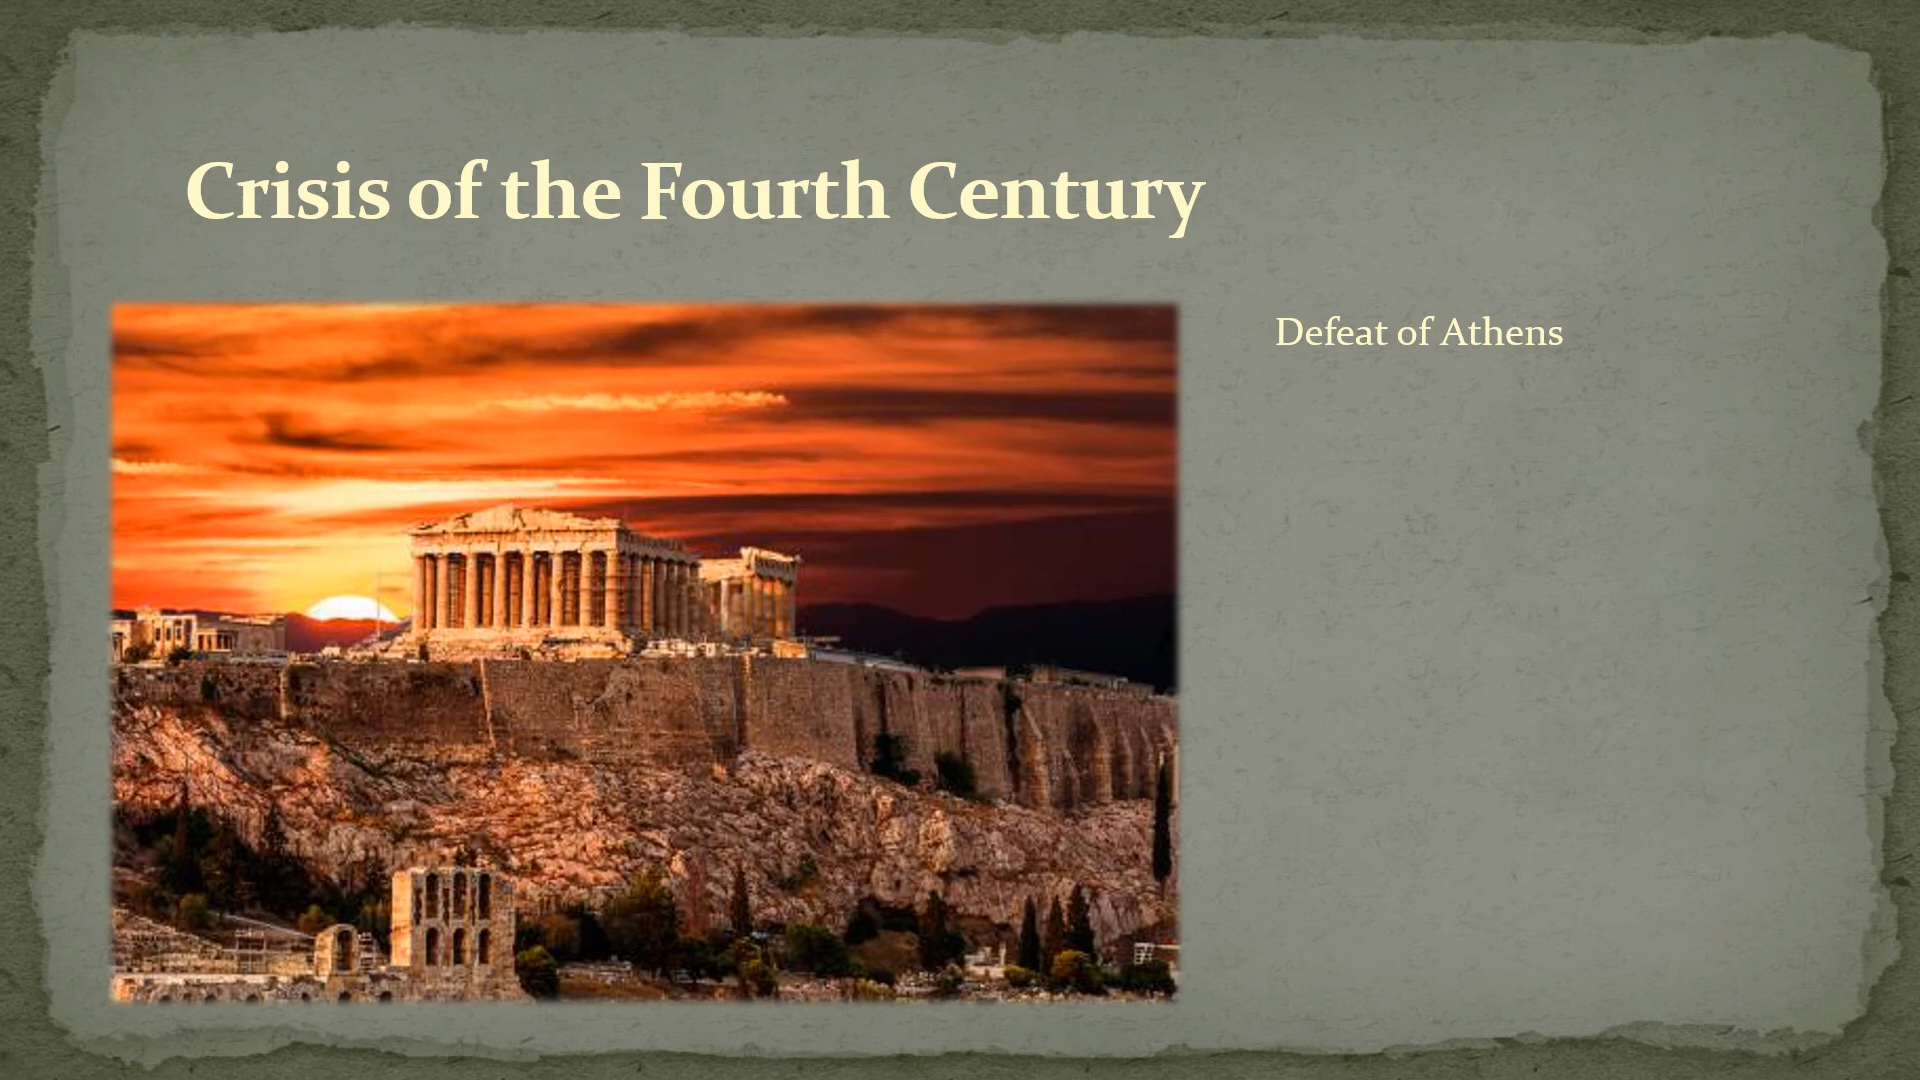 Crisis of the Fourth Century
Defeat of Athens